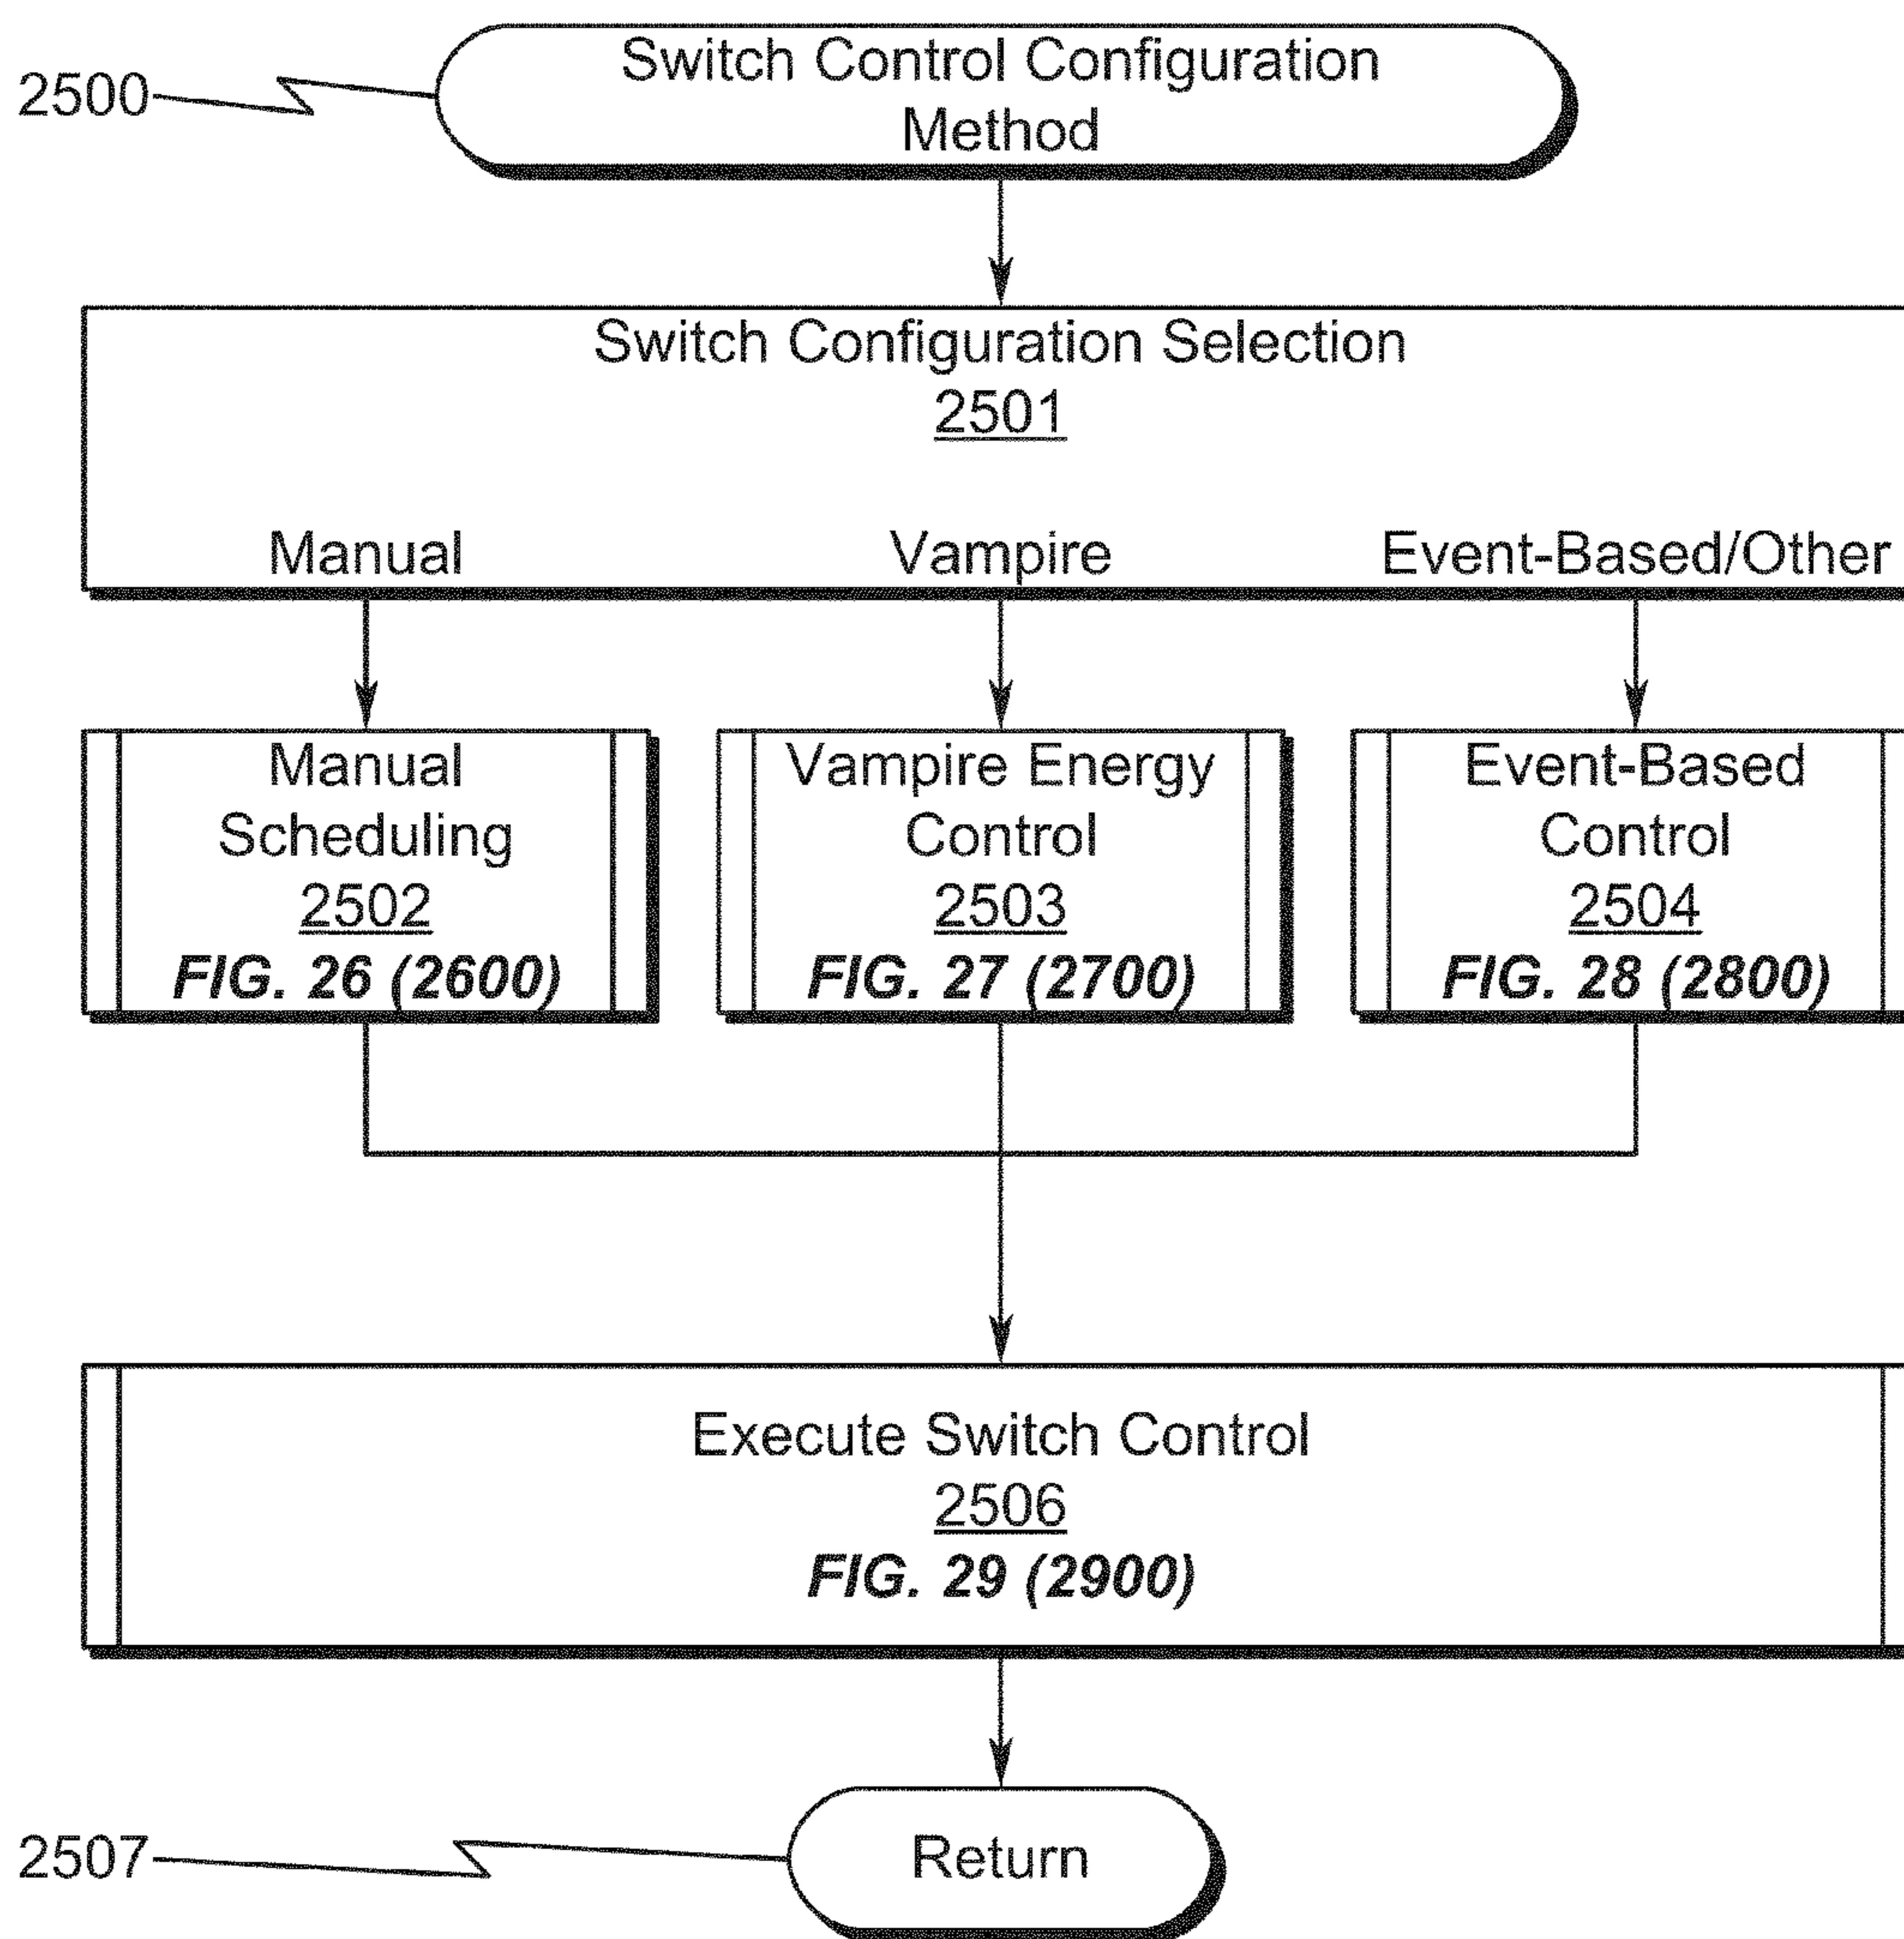 Switch Control Configuration
Method
2500
Switch Configuration Selection
2501
Manual
Vampire
Event-Based/Other
Manual
Scheduling
2502
FIG. 26 (2600)
Vampire Energy
Control
2503
FIG. 27 (2700)
Event-Based
Control
2504
FIG. 28 (2800)
Execute Switch Control
2506
FIG. 29 (2900)
2507
Return